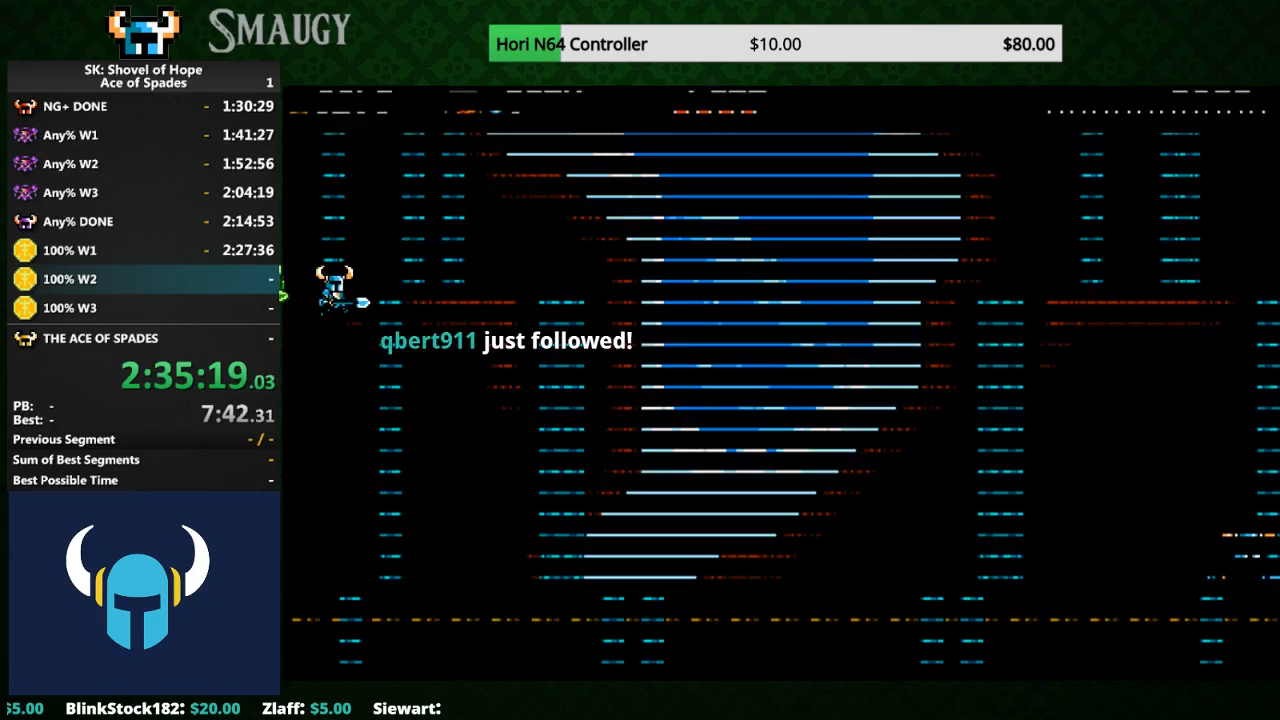 SMAUGY
Hori N64 Controller $10.00 $80.00
SK: Shovel of Hope
Ace of Spades 1
NG+ DONE - 1:30:29
Any% W1 - 1:41:27
Any% W2 - 1:52:56
Any% W3 - 2:04:19
Any% DONE - 2:14:53
100% W1 - 2:27:36
100% W2 -
100% W3 -
THE ACE OF SPADES -
2:35:19.03
PB: -
Best: - 7:42.31
Previous Segment - / -
Sum of Best Segments -
Best Possible Time -
qbert911 just followed!
$5.00 BlinkStock182: $20.00 Zlaff: $5.00 Siewart: